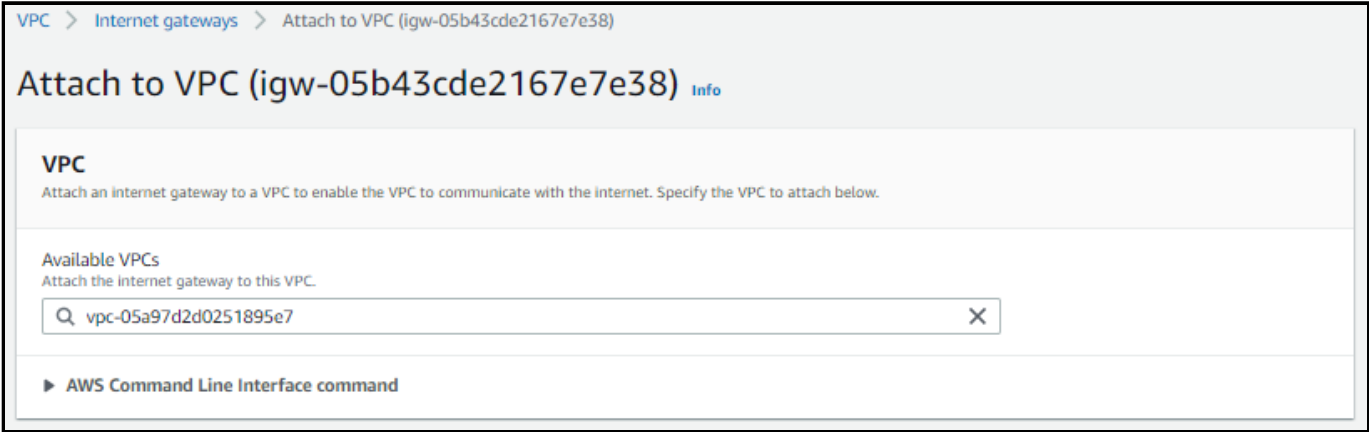 VPC > Internet gateways > Attach to VPC (igw-05b43cde2167e7e38)
Attach to VPC (igw-05b43cde2167e7e38) Info
VPC
Attach an internet gateway to a VPC to enable the VPC to communicate with the internet. Specify the VPC to attach below.
Available VPCs
Attach the internet gateway to this VPC.
vpc-05a97d2d0251895e7
AWS Command Line Interface command